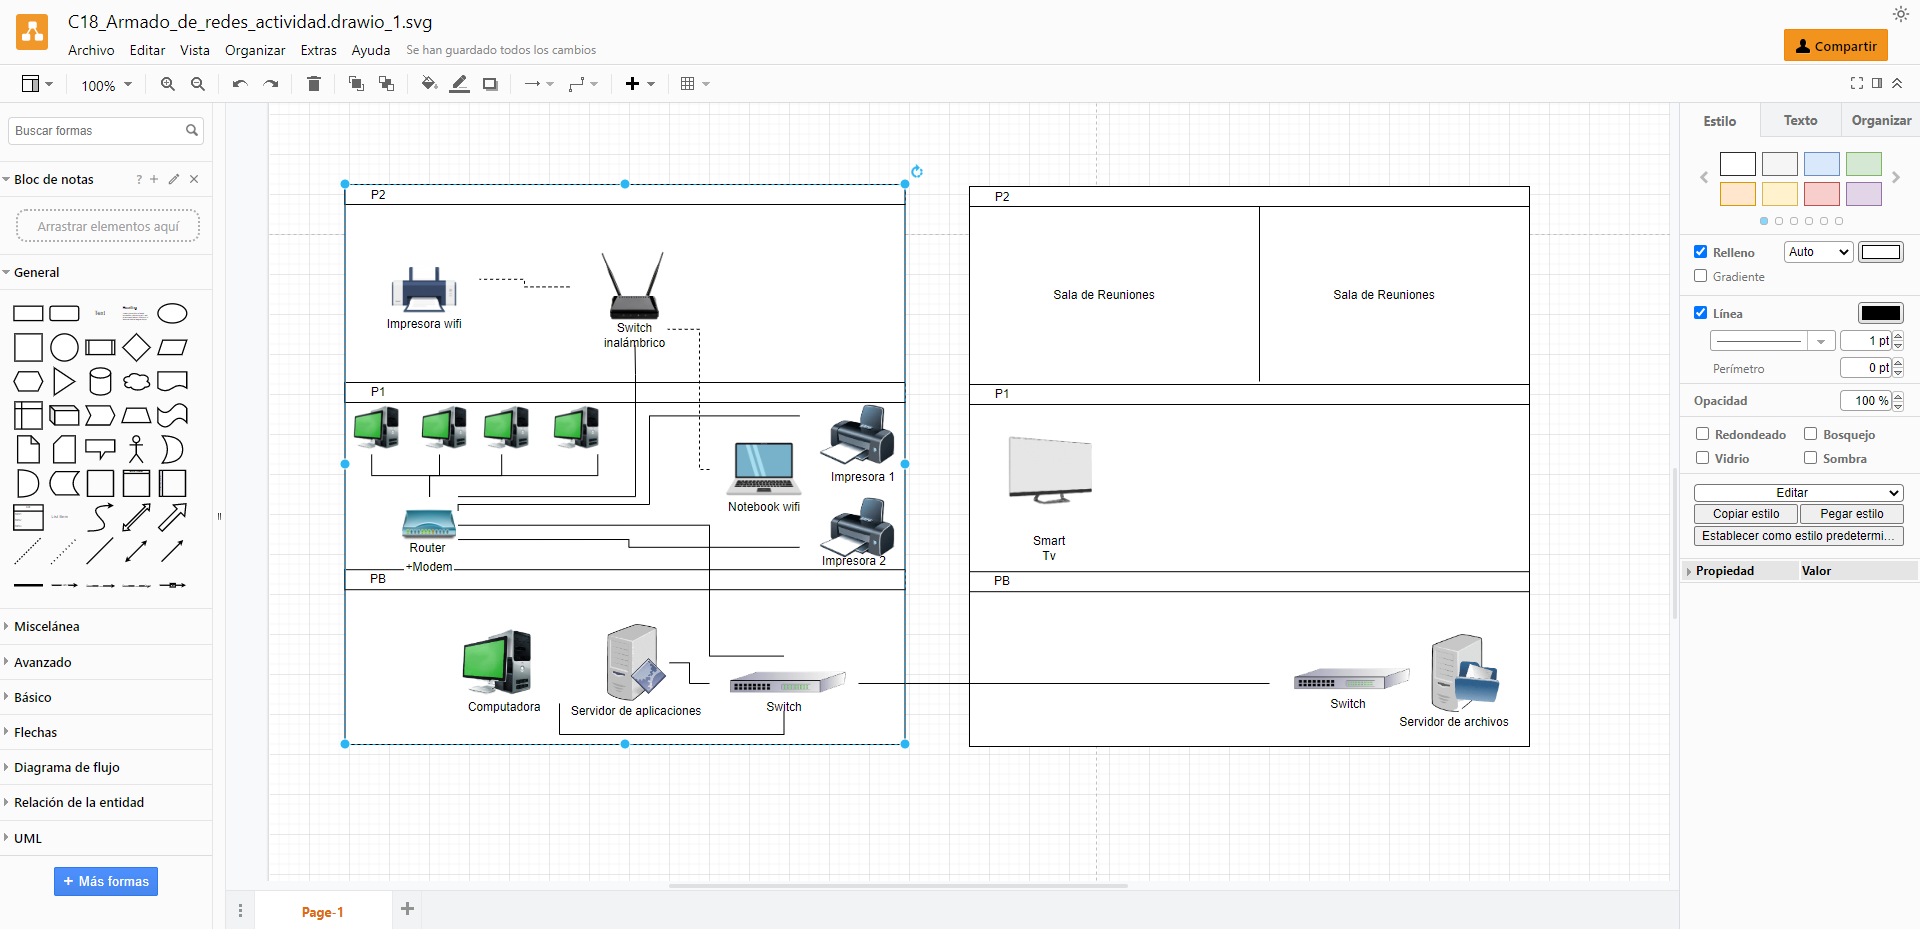 C18_Armado_de_redes_actividad.drawio_1.svg
Archivo Editar Vista Organizar Extras Ayuda Se han guardado todos los cambios
Compartir
100%
Buscar formas
Bloc de notas ?
Arrastrar elementos aquí
General
Text
Heading
List Item
Miscelánea
Avanzado
Básico
Flechas
Diagrama de flujo
Relación de la entidad
UML
+ Más formas
P2
Impresora wifi
Switch
inalámbrico
P1
Impresora 1
Notebook wifi
Router
+Modem
Impresora 2
PB
Computadora
Servidor de aplicaciones
Switch
P2
Sala de Reuniones
Sala de Reuniones
P1
Smart
Tv
PB
Switch
Servidor de archivos
Page-1
Estilo Texto Organizar
Relleno Auto
Gradiente
Línea
1 pt
Perímetro 0 pt
Opacidad 100 %
Redondeado Bosquejo
Vidrio Sombra
Editar
Copiar estilo Pegar estilo
Establecer como estilo predetermi...
Propiedad Valor